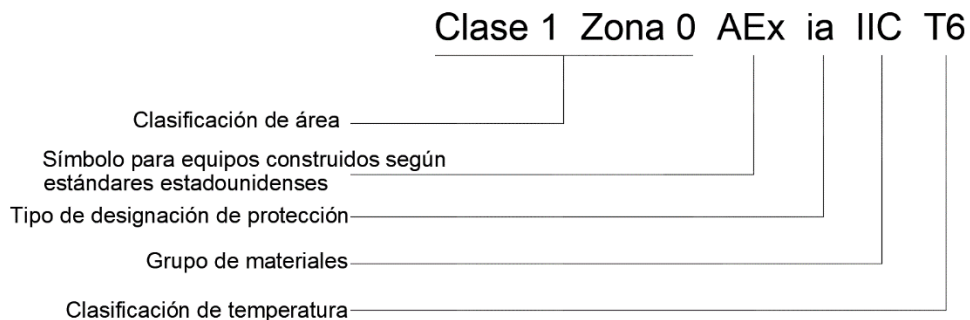 Clase 1 Zona 0 AEx ia IIC T6
Clasificación de área
Símbolo para equipos construidos según
estándares estadounidenses
Tipo de designación de protección
Grupo de materiales
Clasificación de temperatura